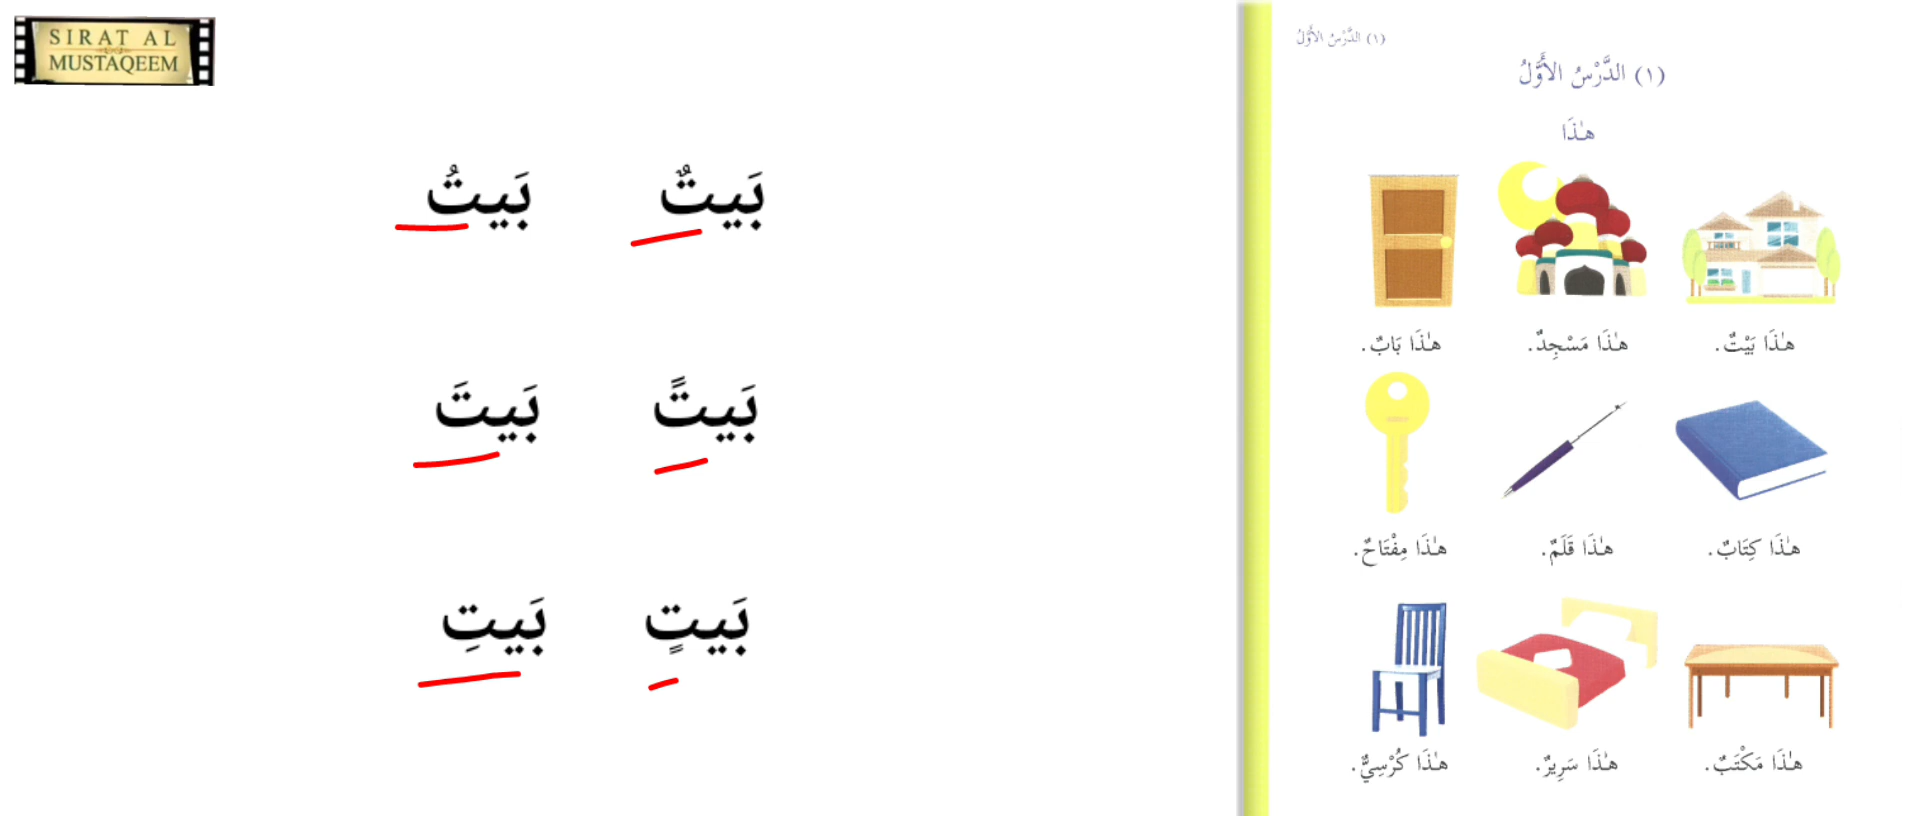 SIRAT AL
MUSTAQEEM
بَيتٌ بَيتُ
بَيتً بَيتَ
بَيتٍ بَيتِ
(١) الدَّرْسُ الأَوَّلُ
(١) الدَّرْسُ الأَوَّلُ
هٰذَا
هٰذَا بَيْتٌ. هٰذَا مَسْجِدٌ. هٰذَا بَابٌ.
هٰذَا كِتَابٌ. هٰذَا قَلَمٌ. هٰذَا مِفْتَاحٌ.
هٰذَا مَكْتَبٌ. هٰذَا سَرِيرٌ. هٰذَا كُرْسِيٌّ.